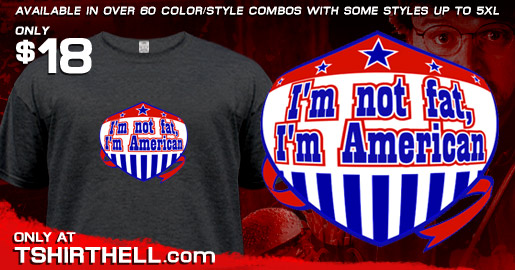 AVAILABLE IN OVER 60 COLOR/STYLE COMBOS WITH SOME STYLES UP TO 5XL
ONLY
$18
I'm not fat,
I'm American
I'm not fat,
I'm American
ONLY AT
TSHIRTHELL.com